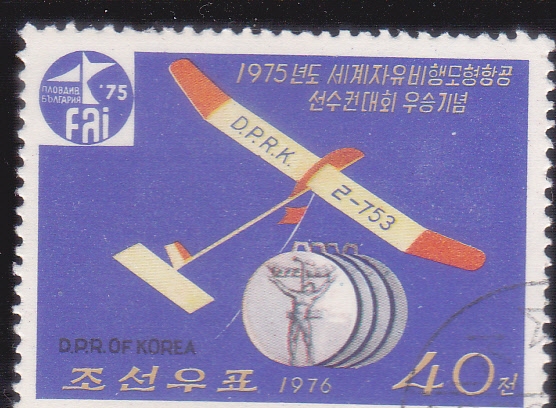 ПЛОВДИВ
БЪЛГАРИЯ
'75
fai
1975년도 세계자유비행모형항공
선수권대회 우승기념
D.P.R.K.
ㄹ-753
D.P.R. OF KOREA
조선우표 1976 40전